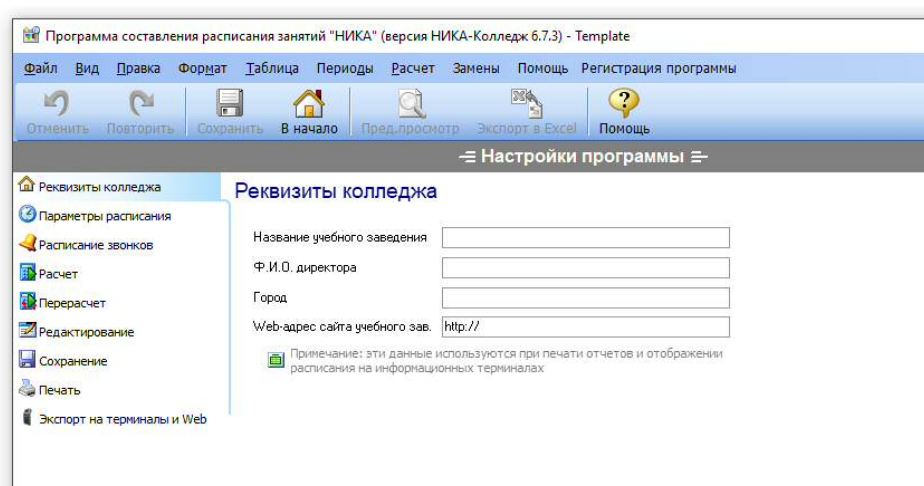 Программа составления расписания занятий "НИКА" (версия НИКА-Колледж 6.7.3) - Template
Файл Вид Правка Формат Таблица Периоды Расчет Замены Помощь Регистрация программы
Отменить Повторить Сохранить В начало Пред.просмотр Экспорт в Excel Помощь
Настройки программы
Реквизиты колледжа
Параметры расписания
Расписание звонков
Расчет
Перерасчет
Редактирование
Сохранение
Печать
Экспорт на терминалы и Web
Реквизиты колледжа
Название учебного заведения
Ф.И.О. директора
Город
Web-адрес сайта учебного зав. http://
Примечание: эти данные используются при печати отчетов и отображении
расписания на информационных терминалах